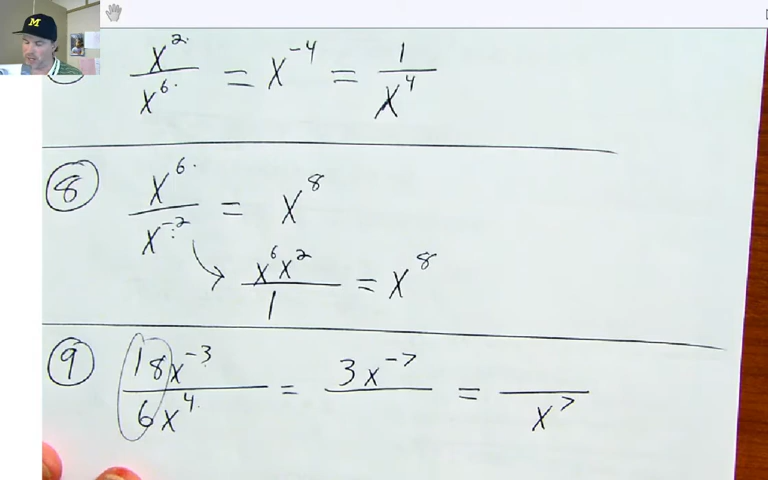 M
x^2/x^6 = x^-4 = 1/x^4
8 x^6/x^-2 = x^8
x^6x^2/1 = x^8
9 18x^-3/6x^4 = 3x^-7 = /x^7